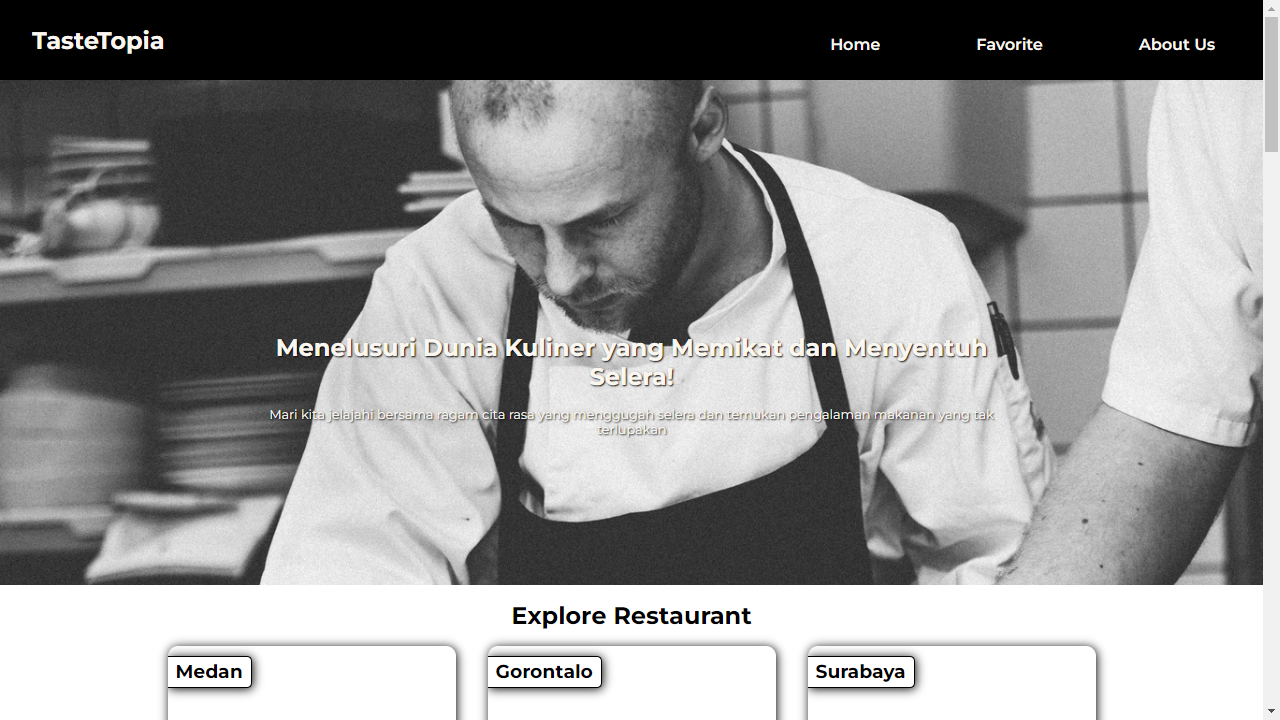 TasteTopia
Home
Favorite
About Us
Menelusuri Dunia Kuliner yang Memikat dan Menyentuh
Selera!
Mari kita jelajahi bersama ragam cita rasa yang menggugah selera dan temukan pengalaman makanan yang tak
terlupakan
Explore Restaurant
Medan
Gorontalo
Surabaya